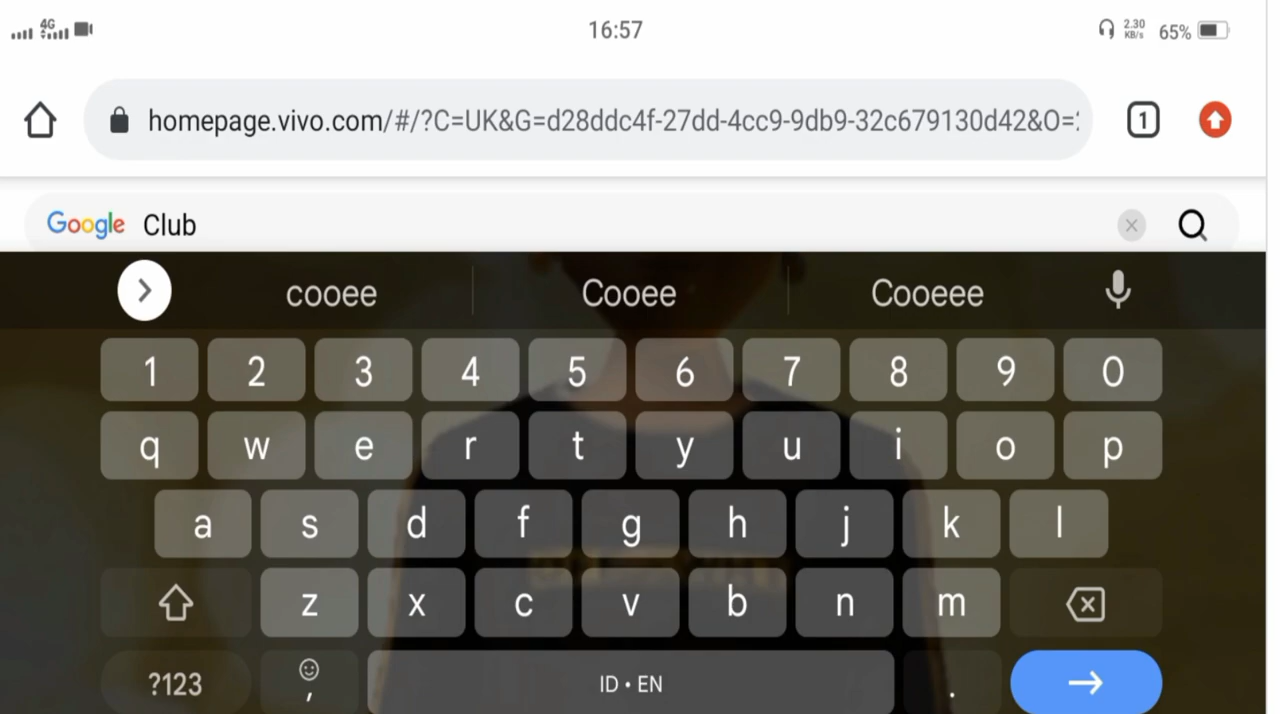 4G 16:57 2.30 KB/s 65%
homepage.vivo.com/#/?C=UK&G=d28ddc4f-27dd-4cc9-9db9-32c679130d42&O= 1
Google Club
cooee Cooee Cooeee
1 2 3 4 5 6 7 8 9 0
q w e r t y u i o p
a s d f g h j k l
z x c v b n m
?123 , ID • EN .